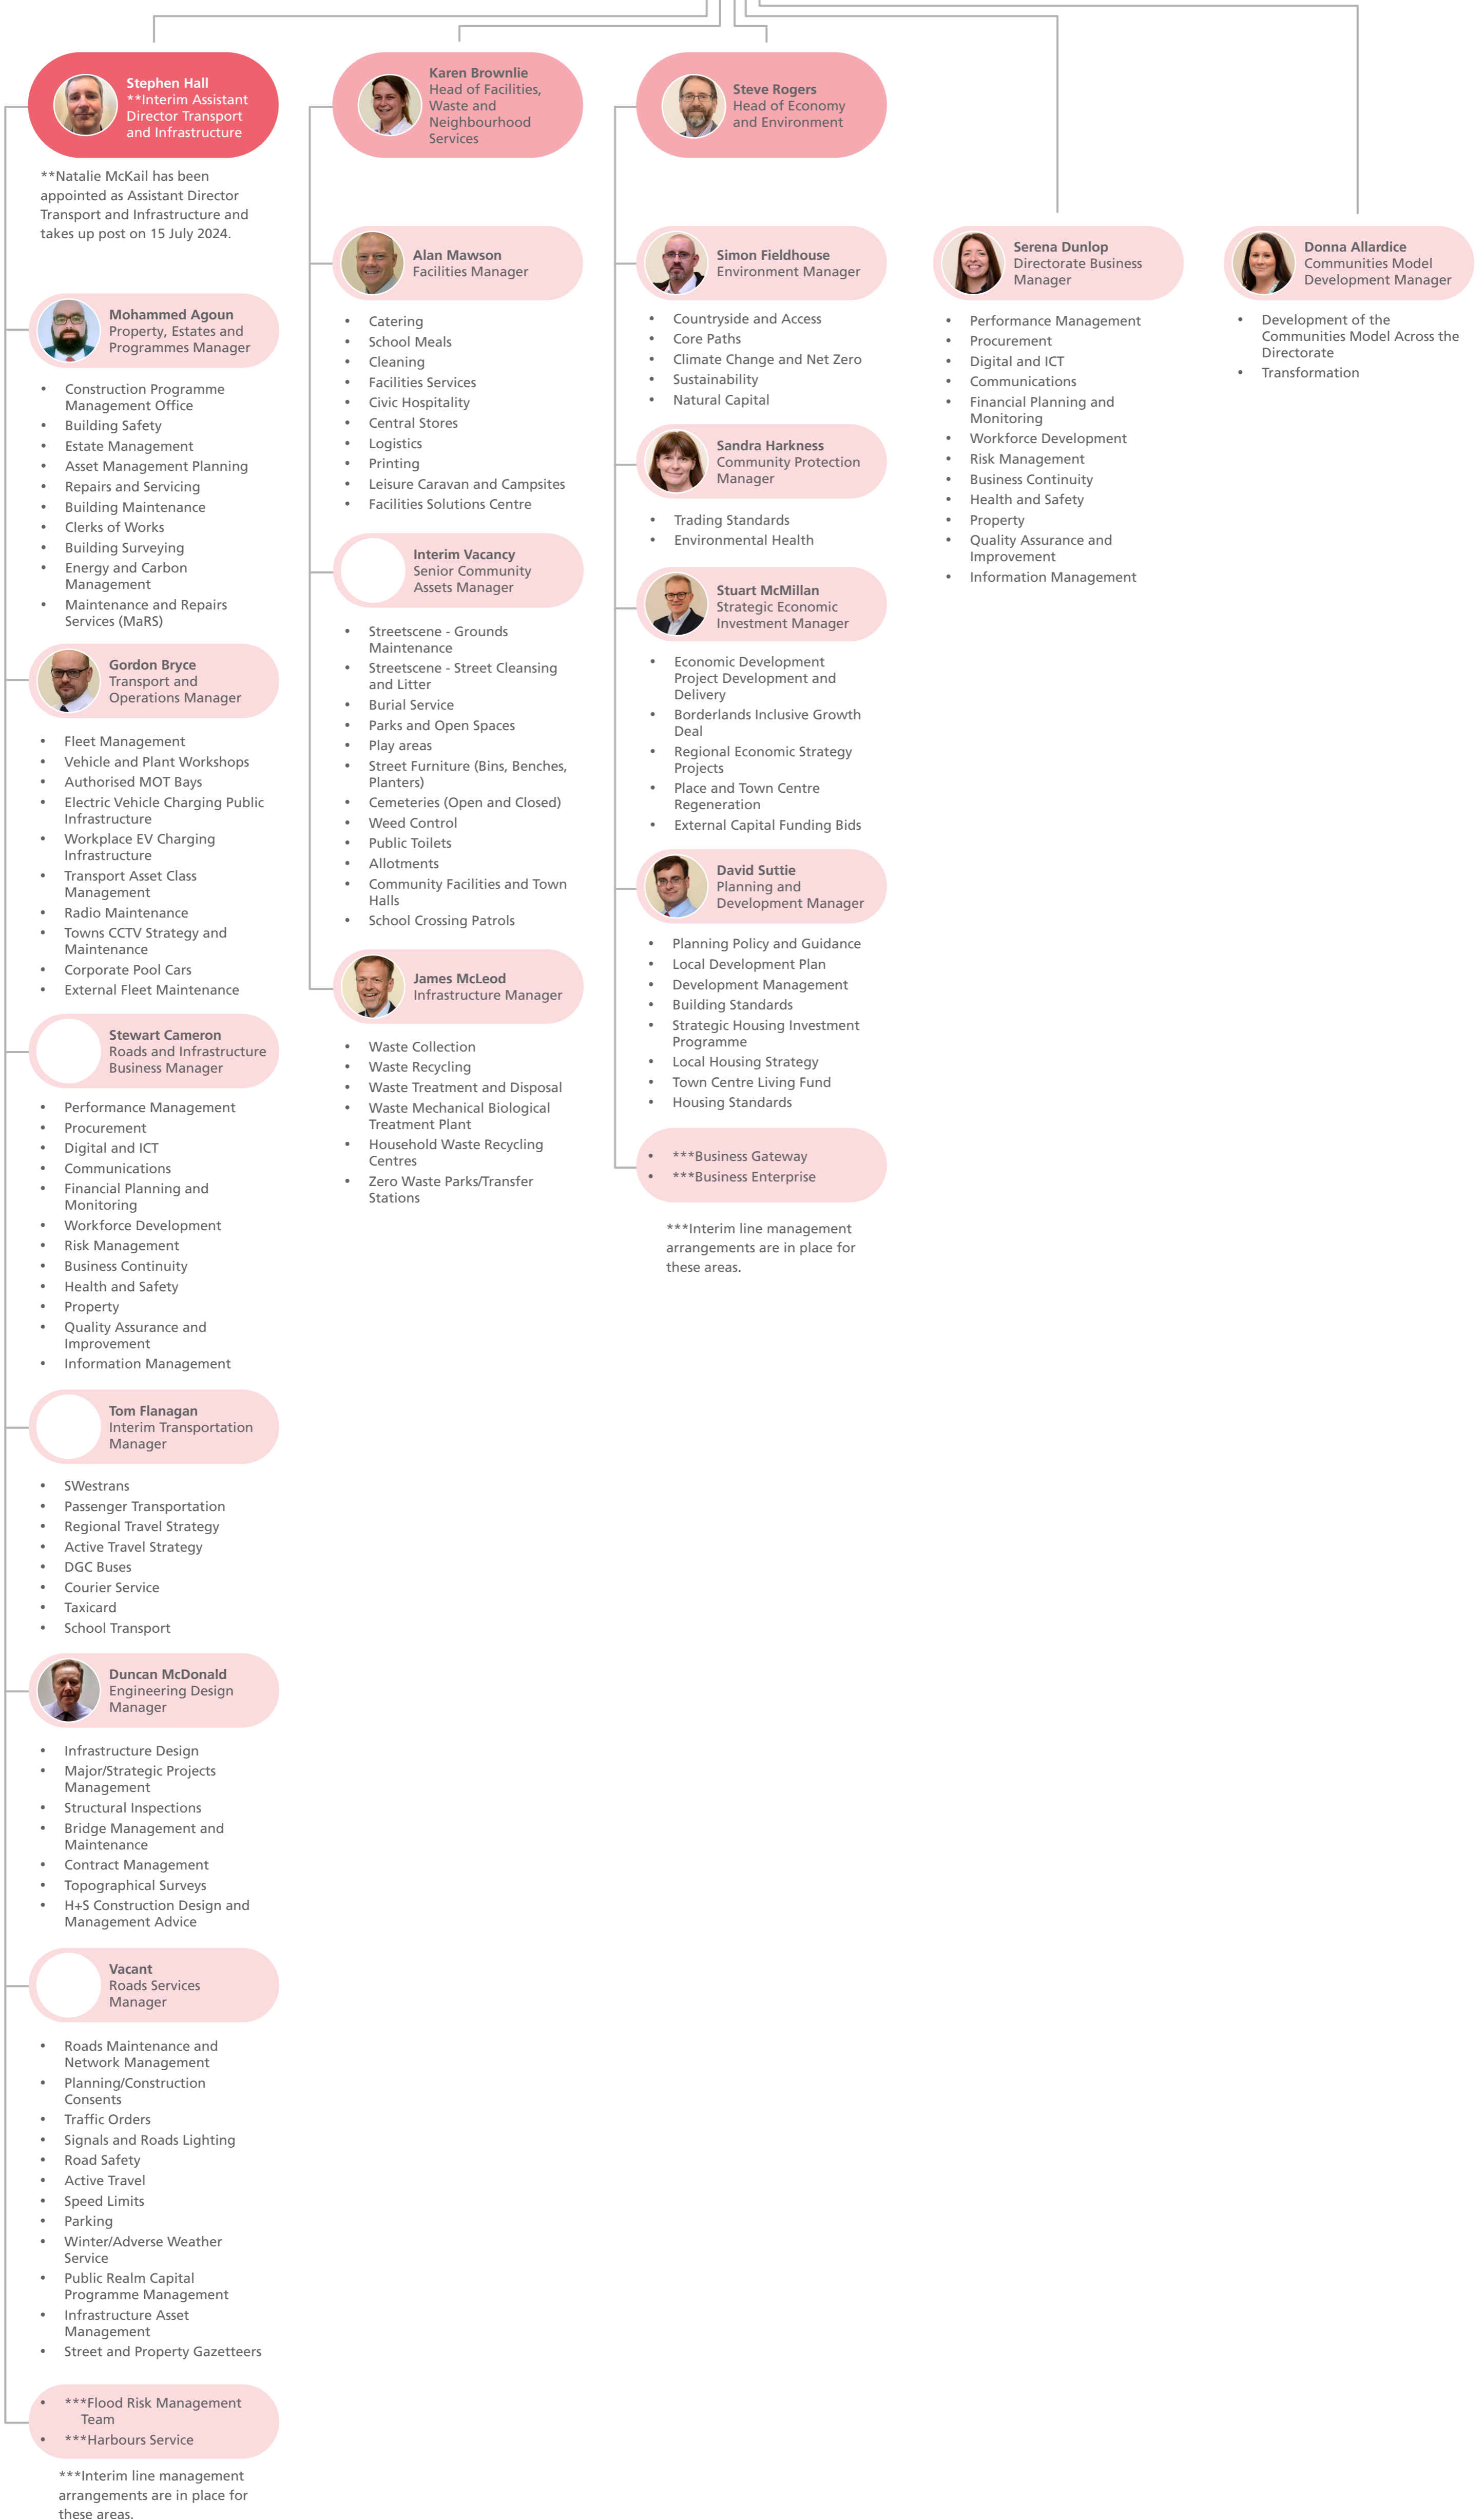 Stephen Hall
**Interim Assistant
Director Transport
and Infrastructure
**Natalie McKail has been
appointed as Assistant Director
Transport and Infrastructure and
takes up post on 15 July 2024.
Mohammed Agoun
Property, Estates and
Programmes Manager
• Construction Programme
Management Office
• Building Safety
• Estate Management
• Asset Management Planning
• Repairs and Servicing
• Building Maintenance
• Clerks of Works
• Building Surveying
• Energy and Carbon
Management
• Maintenance and Repairs
Services (MaRS)
Gordon Bryce
Transport and
Operations Manager
• Fleet Management
• Vehicle and Plant Workshops
• Authorised MOT Bays
• Electric Vehicle Charging Public
Infrastructure
• Workplace EV Charging
Infrastructure
• Transport Asset Class
Management
• Radio Maintenance
• Towns CCTV Strategy and
Maintenance
• Corporate Pool Cars
• External Fleet Maintenance
Stewart Cameron
Roads and Infrastructure
Business Manager
• Performance Management
• Procurement
• Digital and ICT
• Communications
• Financial Planning and
Monitoring
• Workforce Development
• Risk Management
• Business Continuity
• Health and Safety
• Property
• Quality Assurance and
Improvement
• Information Management
Tom Flanagan
Interim Transportation
Manager
• SWestrans
• Passenger Transportation
• Regional Travel Strategy
• Active Travel Strategy
• DGC Buses
• Courier Service
• Taxicard
• School Transport
Duncan McDonald
Engineering Design
Manager
• Infrastructure Design
• Major/Strategic Projects
Management
• Structural Inspections
• Bridge Management and
Maintenance
• Contract Management
• Topographical Surveys
• H+S Construction Design and
Management Advice
Vacant
Roads Services
Manager
• Roads Maintenance and
Network Management
• Planning/Construction
Consents
• Traffic Orders
• Signals and Roads Lighting
• Road Safety
• Active Travel
• Speed Limits
• Parking
• Winter/Adverse Weather
Service
• Public Realm Capital
Programme Management
• Infrastructure Asset
Management
• Street and Property Gazetteers
• ***Flood Risk Management
Team
• ***Harbours Service
***Interim line management
arrangements are in place for
these areas.
Karen Brownlie
Head of Facilities,
Waste and
Neighbourhood
Services
Alan Mawson
Facilities Manager
• Catering
• School Meals
• Cleaning
• Facilities Services
• Civic Hospitality
• Central Stores
• Logistics
• Printing
• Leisure Caravan and Campsites
• Facilities Solutions Centre
Interim Vacancy
Senior Community
Assets Manager
• Streetscene - Grounds
Maintenance
• Streetscene - Street Cleansing
and Litter
• Burial Service
• Parks and Open Spaces
• Play areas
• Street Furniture (Bins, Benches,
Planters)
• Cemeteries (Open and Closed)
• Weed Control
• Public Toilets
• Allotments
• Community Facilities and Town
Halls
• School Crossing Patrols
James McLeod
Infrastructure Manager
• Waste Collection
• Waste Recycling
• Waste Treatment and Disposal
• Waste Mechanical Biological
Treatment Plant
• Household Waste Recycling
Centres
• Zero Waste Parks/Transfer
Stations
Steve Rogers
Head of Economy
and Environment
Simon Fieldhouse
Environment Manager
• Countryside and Access
• Core Paths
• Climate Change and Net Zero
• Sustainability
• Natural Capital
Sandra Harkness
Community Protection
Manager
• Trading Standards
• Environmental Health
Stuart McMillan
Strategic Economic
Investment Manager
• Economic Development
Project Development and
Delivery
• Borderlands Inclusive Growth
Deal
• Regional Economic Strategy
Projects
• Place and Town Centre
Regeneration
• External Capital Funding Bids
David Suttie
Planning and
Development Manager
• Planning Policy and Guidance
• Local Development Plan
• Development Management
• Building Standards
• Strategic Housing Investment
Programme
• Local Housing Strategy
• Town Centre Living Fund
• Housing Standards
• ***Business Gateway
• ***Business Enterprise
***Interim line management
arrangements are in place for
these areas.
Serena Dunlop
Directorate Business
Manager
• Performance Management
• Procurement
• Digital and ICT
• Communications
• Financial Planning and
Monitoring
• Workforce Development
• Risk Management
• Business Continuity
• Health and Safety
• Property
• Quality Assurance and
Improvement
• Information Management
Donna Allardice
Communities Model
Development Manager
• Development of the
Communities Model Across the
Directorate
• Transformation